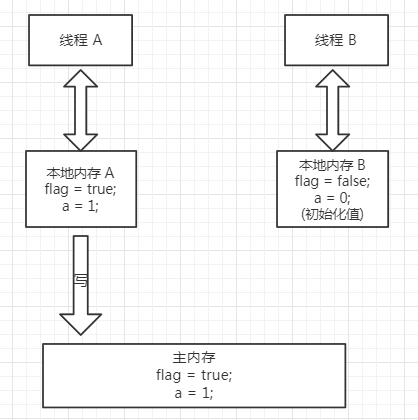 线程 A
线程 B
本地内存 A
flag = true;
a = 1;
本地内存 B
flag = false;
a = 0;
(初始化值)
写
主内存
flag = true;
a = 1;